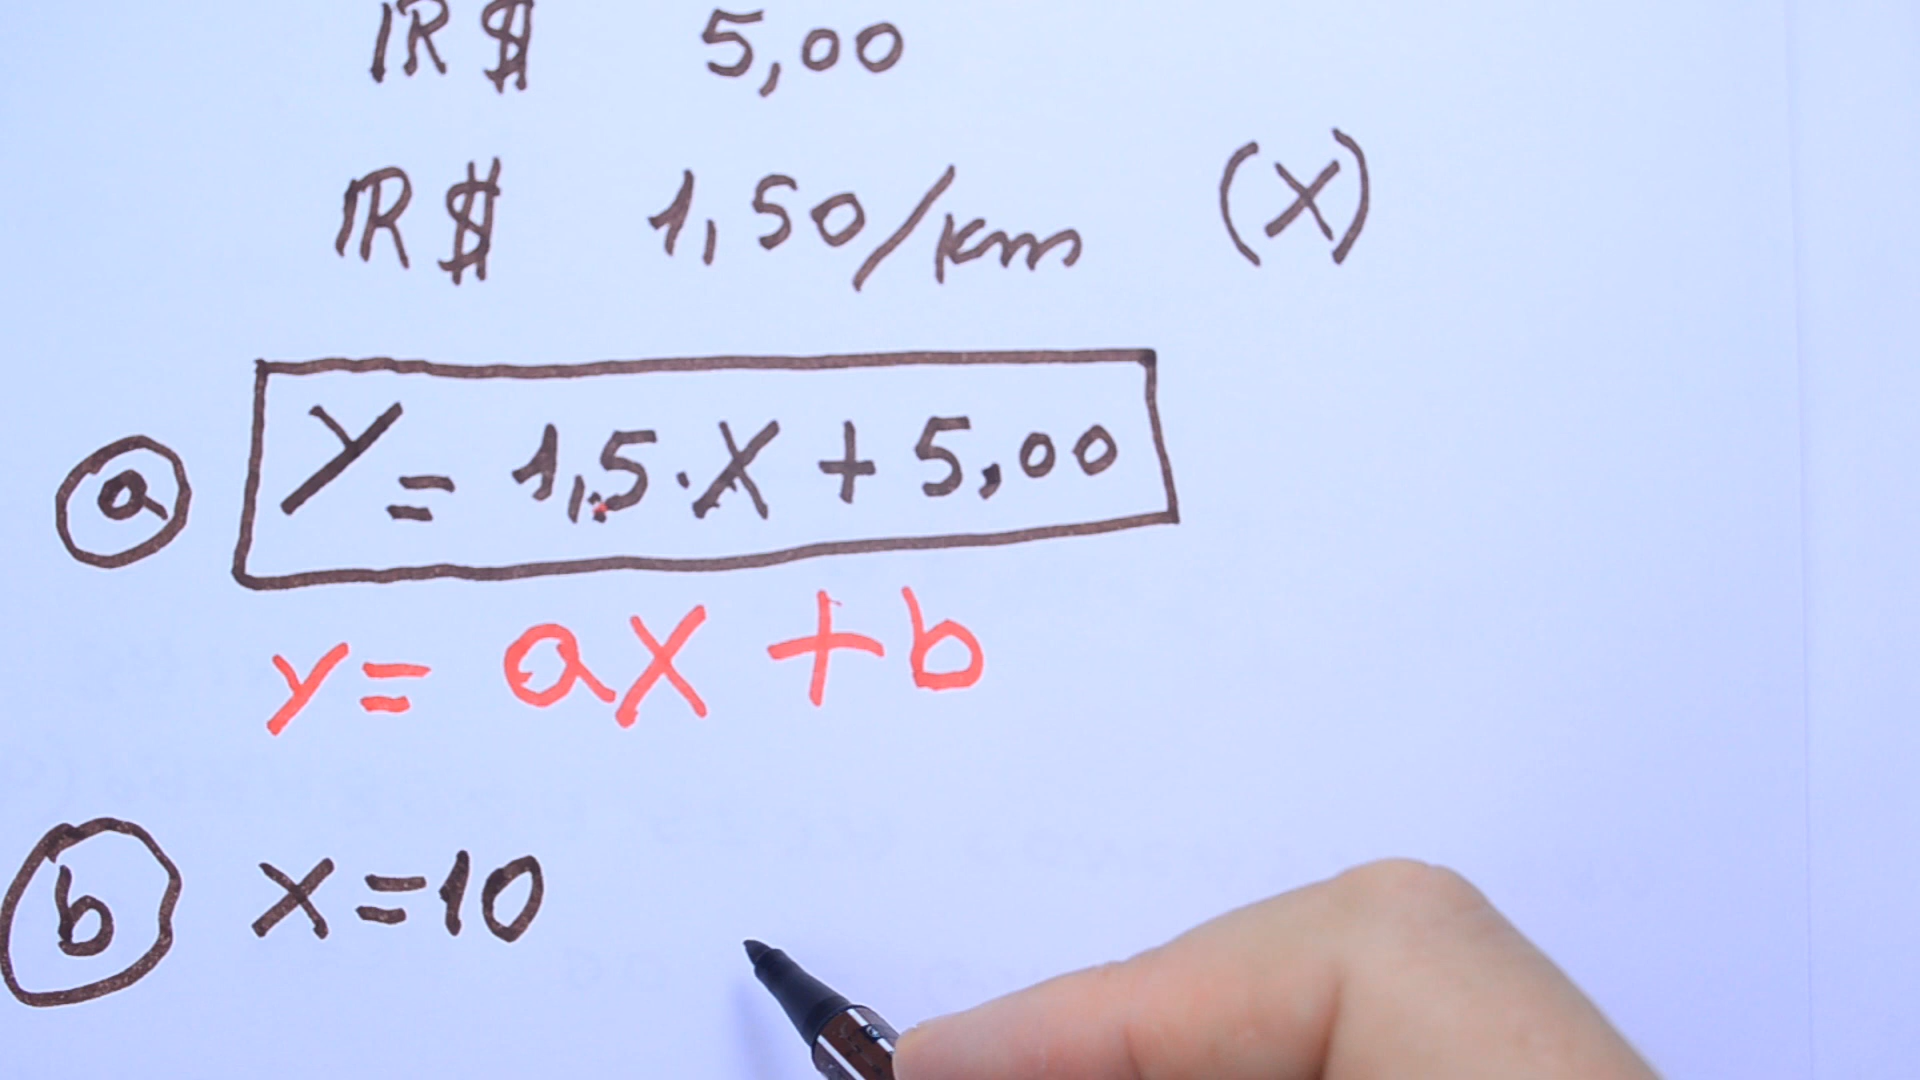 R$ 5,00
R$ 1,50/km (x)
a y = 1,5.x + 5,00
y = ax + b
b x = 10